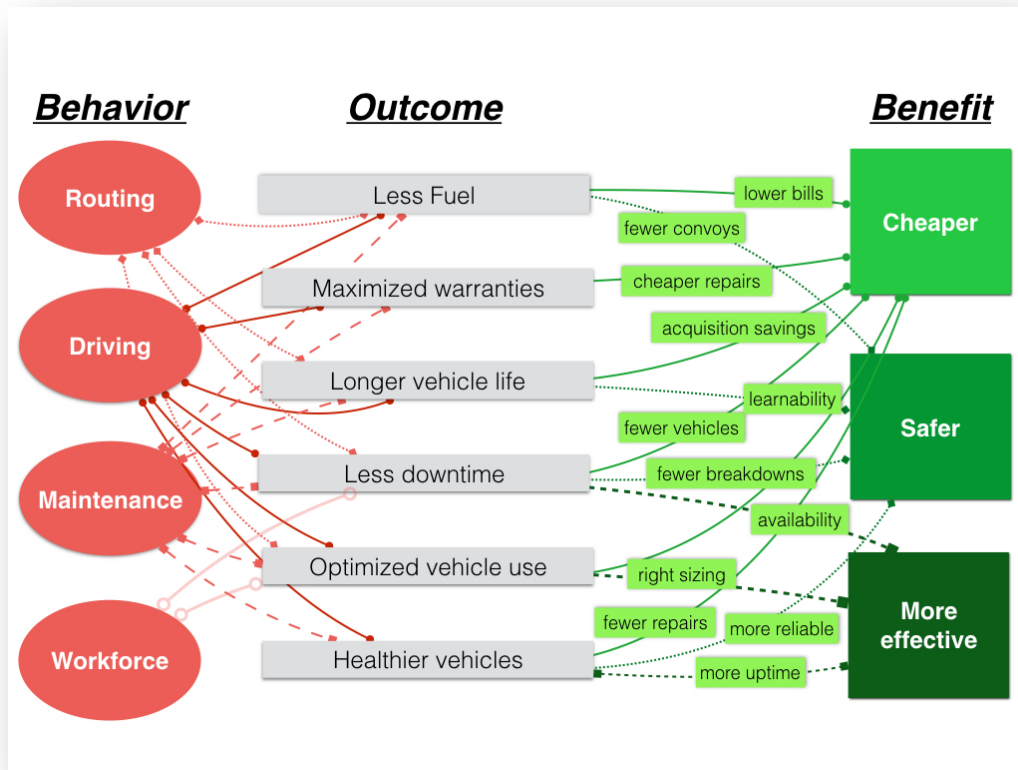 Behavior
Outcome
Benefit
Routing
Driving
Maintenance
Workforce
Less Fuel
Maximized warranties
Longer vehicle life
Less downtime
Optimized vehicle use
Healthier vehicles
lower bills
fewer convoys
cheaper repairs
acquisition savings
learnability
fewer vehicles
fewer breakdowns
availability
right sizing
fewer repairs
more reliable
more uptime
Cheaper
Safer
More
effective